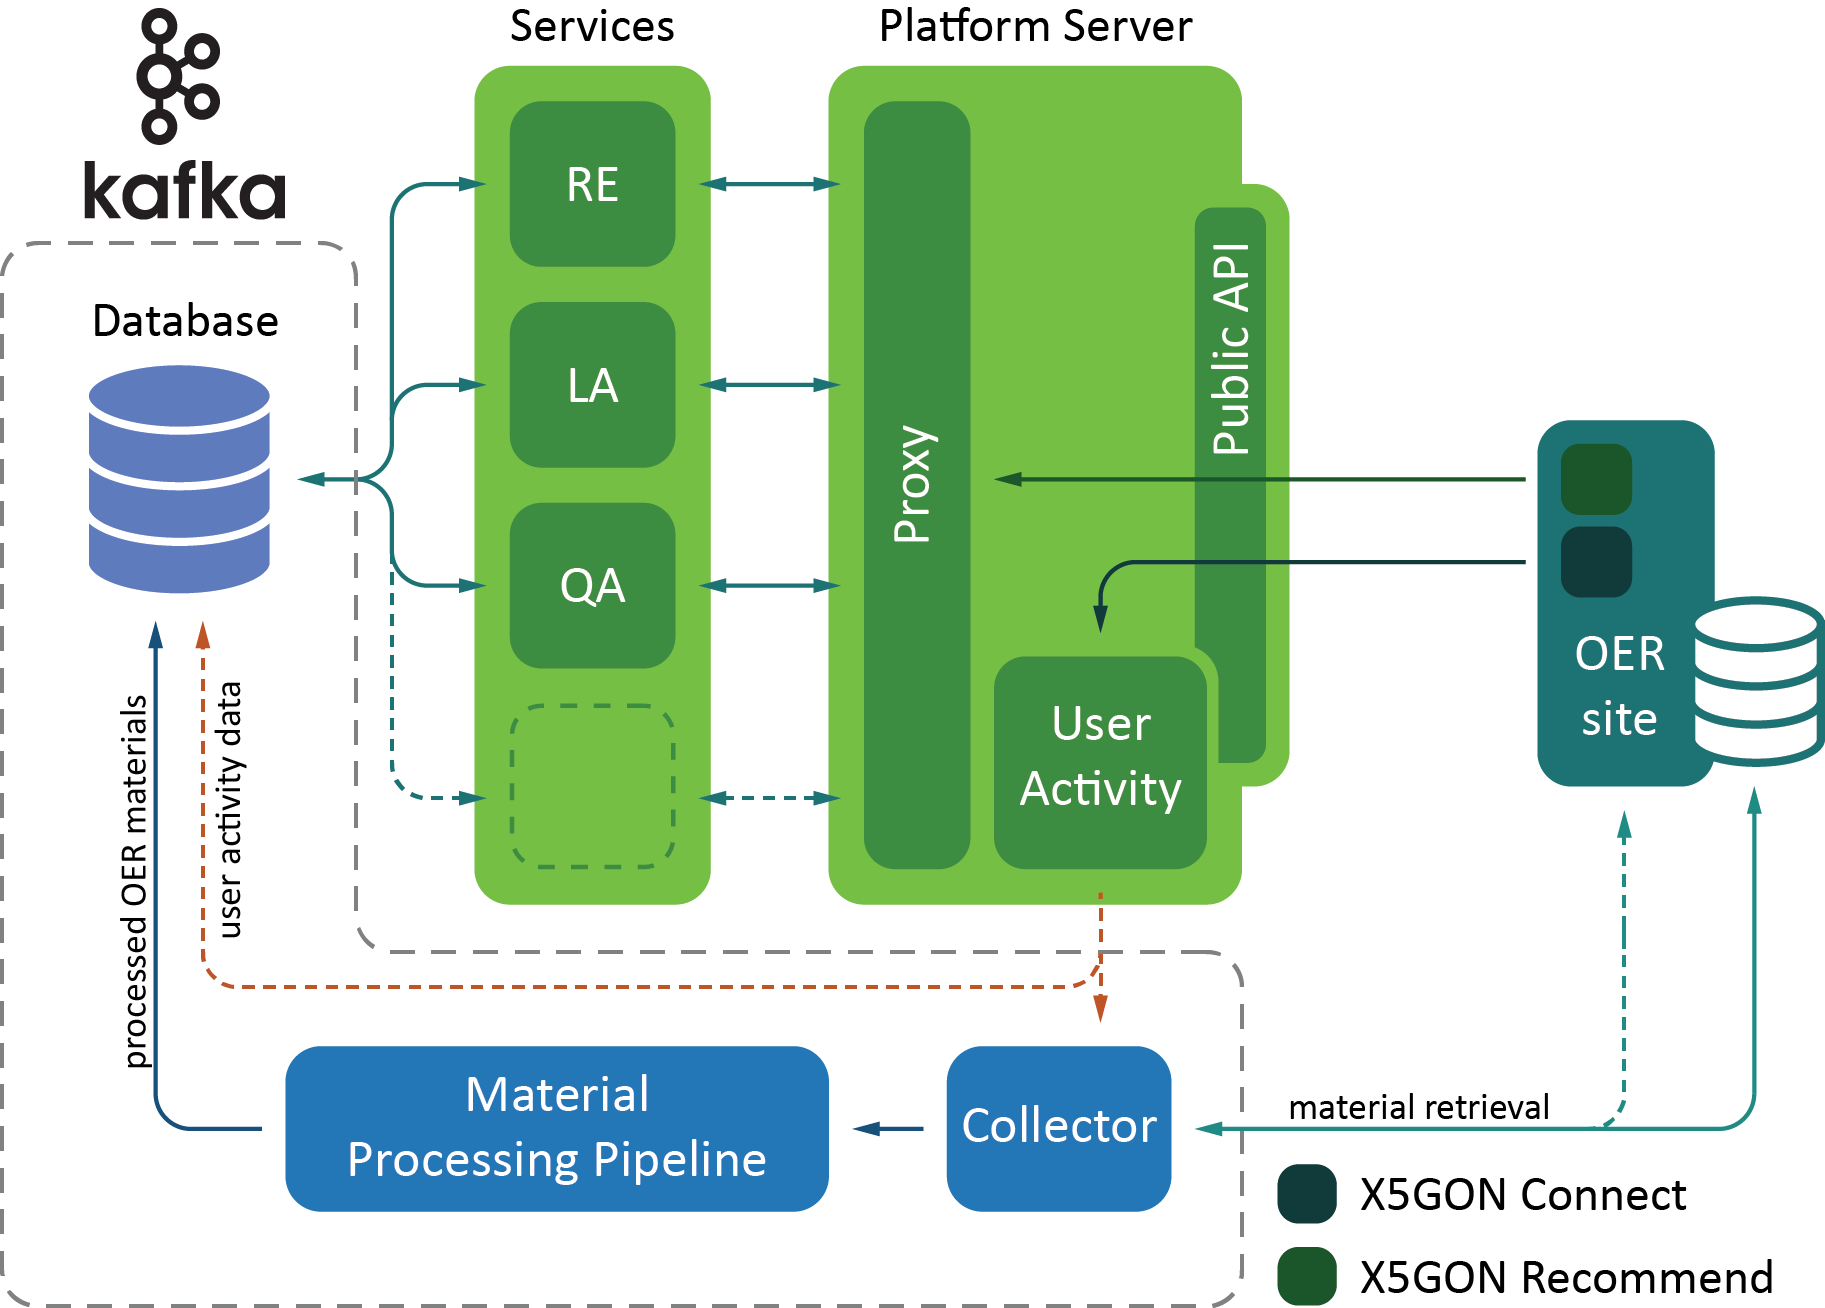 Services
Platform Server
kafka
RE
LA
QA
Database
Proxy
Public API
User
Activity
OER
site
processed OER materials
user activity data
Material
Processing Pipeline
Collector
material retrieval
X5GON Connect
X5GON Recommend